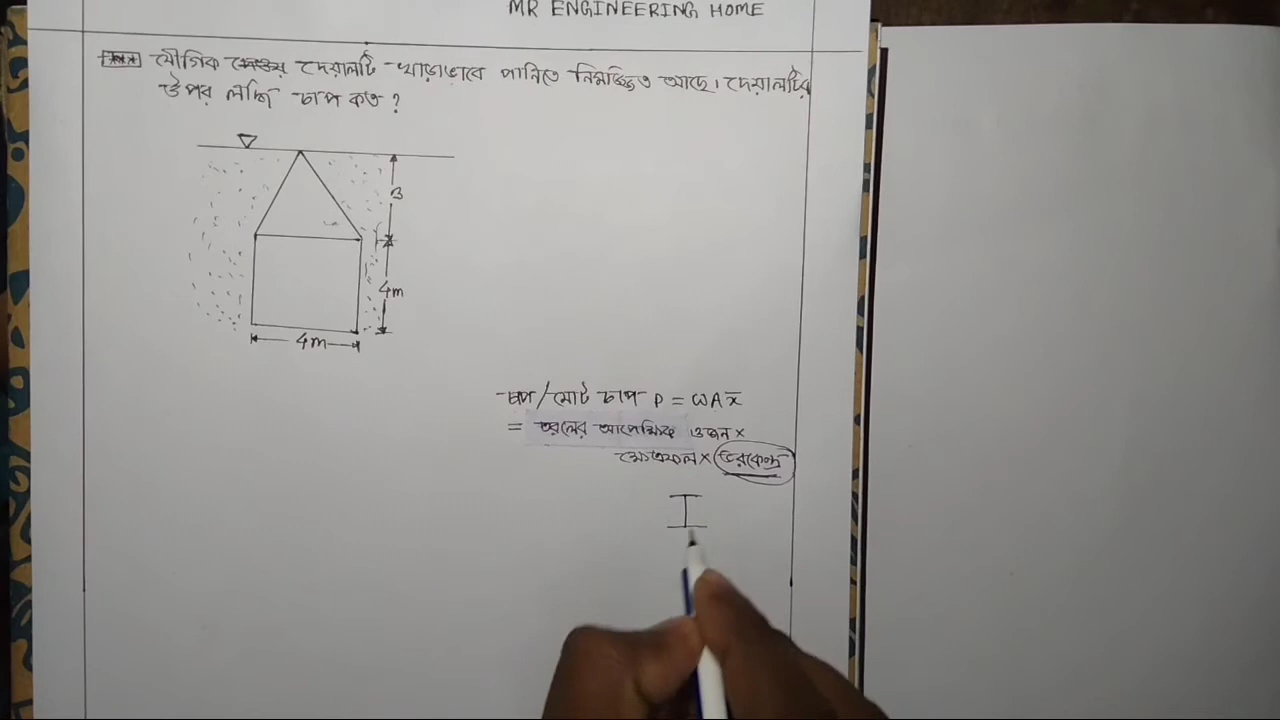 MR ENGINEERING HOME
*** যৌগিক দেয়ালটি খাড়াভাবে পানিতে নিমজ্জিত আছে। দেয়ালটির
উপর লব্ধি চাপ কত ?
3
4m
4m
চাপ/মোট চাপ P = ωAx̄
= তরলের আপেক্ষিক ওজন ×
ক্ষেত্রফল × ভরকেন্দ্র